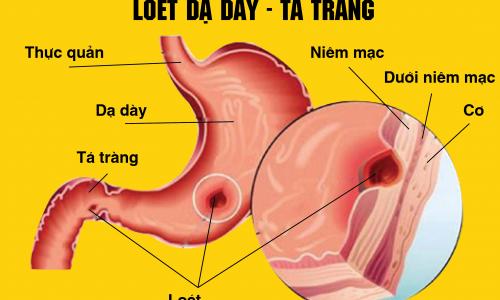 LOÉT DẠ DÀY - TÁ TRÀNG
Thực quản
Niêm mạc
Dưới niêm mạc
Dạ dày
Cơ
Tá tràng
Loét